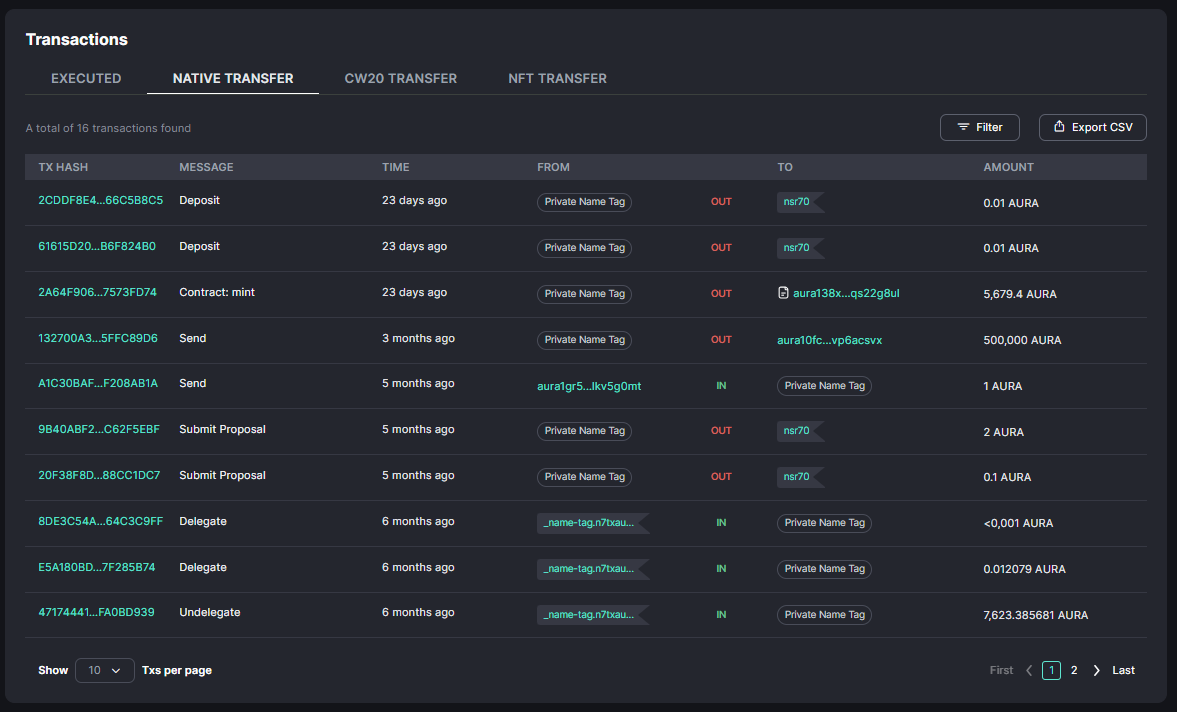 Transactions
EXECUTED NATIVE TRANSFER CW20 TRANSFER NFT TRANSFER
A total of 16 transactions found Filter Export CSV
TX HASH MESSAGE TIME FROM TO AMOUNT
2CDDF8E4...66C5B8C5 Deposit 23 days ago Private Name Tag OUT nsr70 0.01 AURA
61615D20...B6F824B0 Deposit 23 days ago Private Name Tag OUT nsr70 0.01 AURA
2A64F906...7573FD74 Contract: mint 23 days ago Private Name Tag OUT aura138x...qs22g8ul 5,679.4 AURA
132700A3...5FFC89D6 Send 3 months ago Private Name Tag OUT aura10fc...vp6acsvx 500,000 AURA
A1C30BAF...F208AB1A Send 5 months ago aura1gr5...lkv5g0mt IN Private Name Tag 1 AURA
9B40ABF2...C62F5EBF Submit Proposal 5 months ago Private Name Tag OUT nsr70 2 AURA
20F38F8D...88CC1DC7 Submit Proposal 5 months ago Private Name Tag OUT nsr70 0.1 AURA
8DE3C54A...64C3C9FF Delegate 6 months ago _name-tag.n7txau... IN Private Name Tag <0,001 AURA
E5A180BD...7F285B74 Delegate 6 months ago _name-tag.n7txau... IN Private Name Tag 0.012079 AURA
47174441...FA0BD939 Undelegate 6 months ago _name-tag.n7txau... IN Private Name Tag 7,623.385681 AURA
Show 10 Txs per page First 1 2 Last